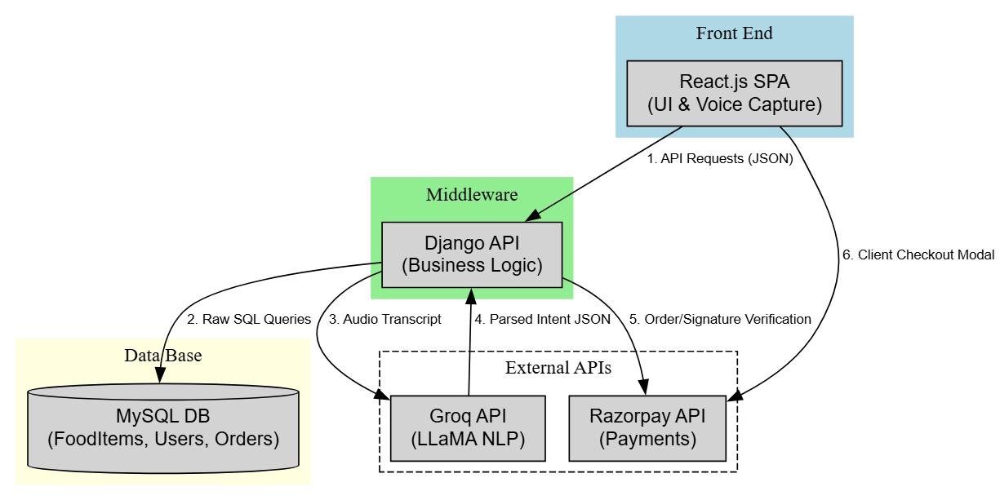 Front End
React.js SPA
(UI & Voice Capture)
1. API Requests (JSON)
Middleware
Django API
(Business Logic)
6. Client Checkout Modal
2. Raw SQL Queries
3. Audio Transcript
4. Parsed Intent JSON
5. Order/Signature Verification
Data Base
MySQL DB
(FoodItems, Users, Orders)
External APIs
Groq API
(LLaMA NLP)
Razorpay API
(Payments)